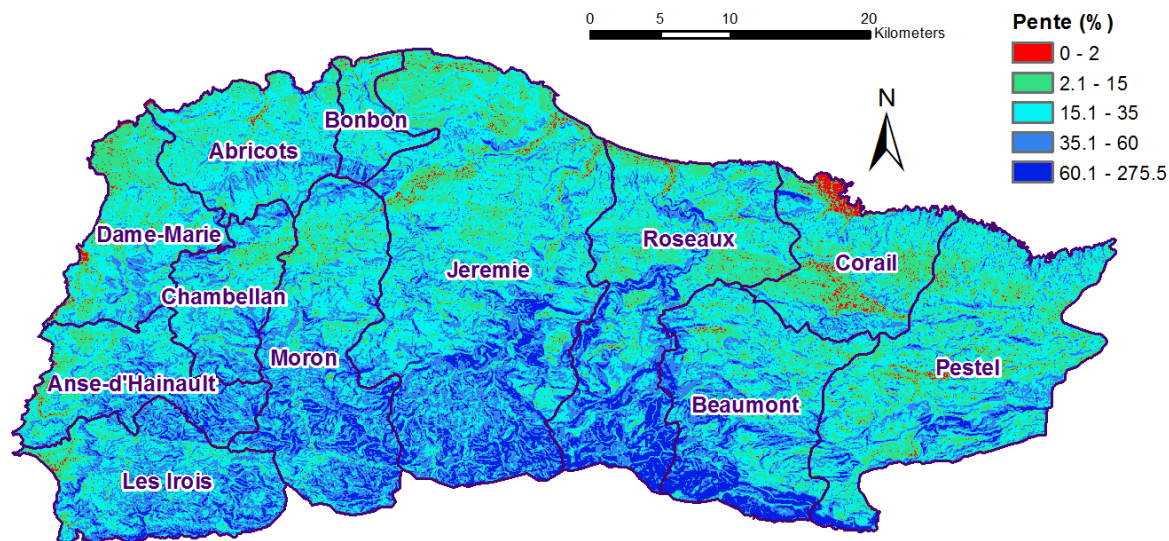 0 5 10 20
Kilometers
Pente (%)
0 - 2
2.1 - 15
15.1 - 35
35.1 - 60
60.1 - 275.5
N
Bonbon
Abricots
Dame-Marie
Roseaux
Corail
Jeremie
Chambellan
Moron
Pestel
Anse-d'Hainault
Beaumont
Les Irois